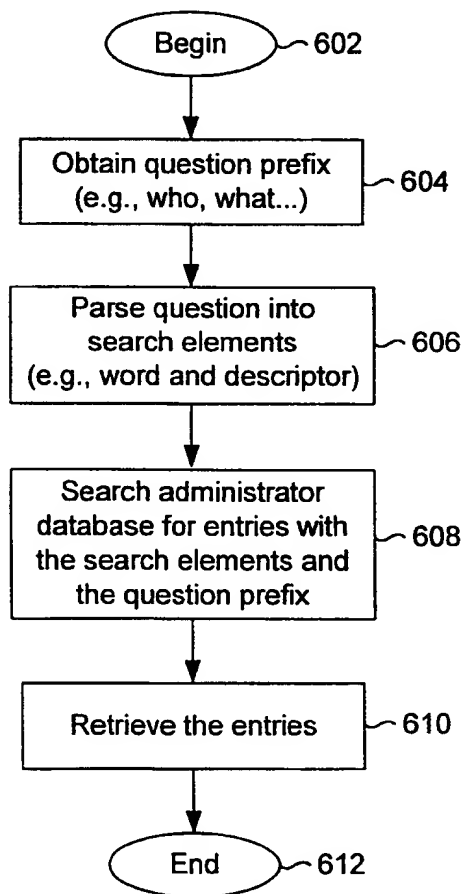 Begin 602
Obtain question prefix
(e.g., who, what...) 604
Parse question into
search elements 606
(e.g., word and descriptor)
Search administrator
database for entries with
the search elements and 608
the question prefix
Retrieve the entries 610
End 612